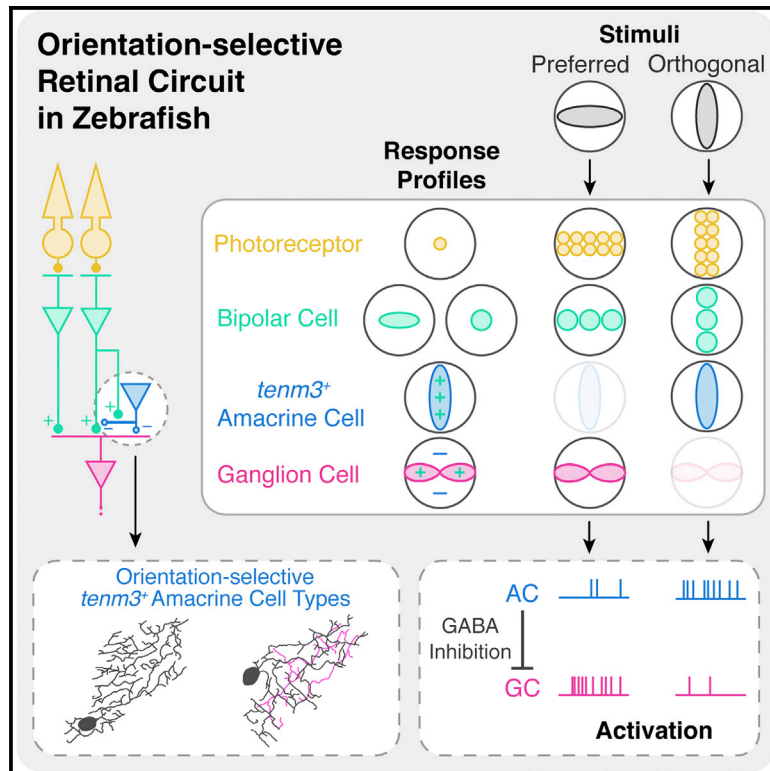 Orientation-selective
Retinal Circuit
in Zebrafish
Stimuli
Preferred Orthogonal
Response
Profiles
Photoreceptor
Bipolar Cell
tenm3+
Amacrine Cell
+
+
+
Ganglion Cell
−
+ +
−
+ + +
− −
Orientation-selective
tenm3+ Amacrine Cell Types
AC
GABA
Inhibition
GC
Activation